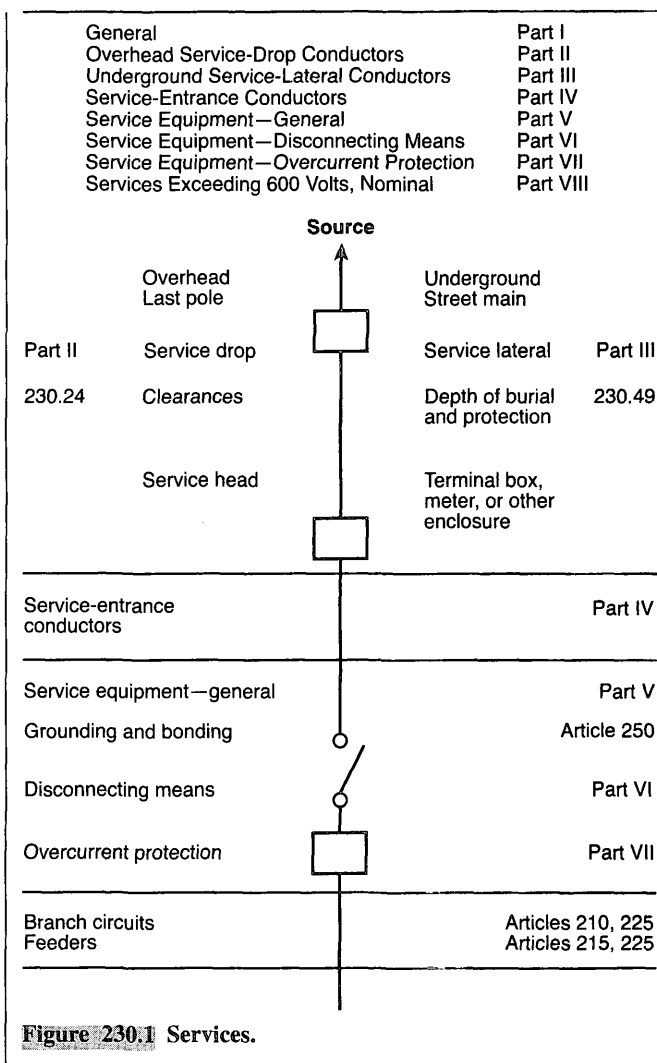 General Part I
Overhead Service-Drop Conductors Part II
Underground Service-Lateral Conductors Part III
Service-Entrance Conductors Part IV
Service Equipment—General Part V
Service Equipment—Disconnecting Means Part VI
Service Equipment—Overcurrent Protection Part VII
Services Exceeding 600 Volts, Nominal Part VIII
Source
Overhead Underground
Last pole Street main
Part II Service drop Service lateral Part III
230.24 Clearances Depth of burial 230.49
and protection
Service head Terminal box,
meter, or other
enclosure
Service-entrance Part IV
conductors
Service equipment—general Part V
Grounding and bonding Article 250
Disconnecting means Part VI
Overcurrent protection Part VII
Branch circuits Articles 210, 225
Feeders Articles 215, 225
Figure 230.1 Services.